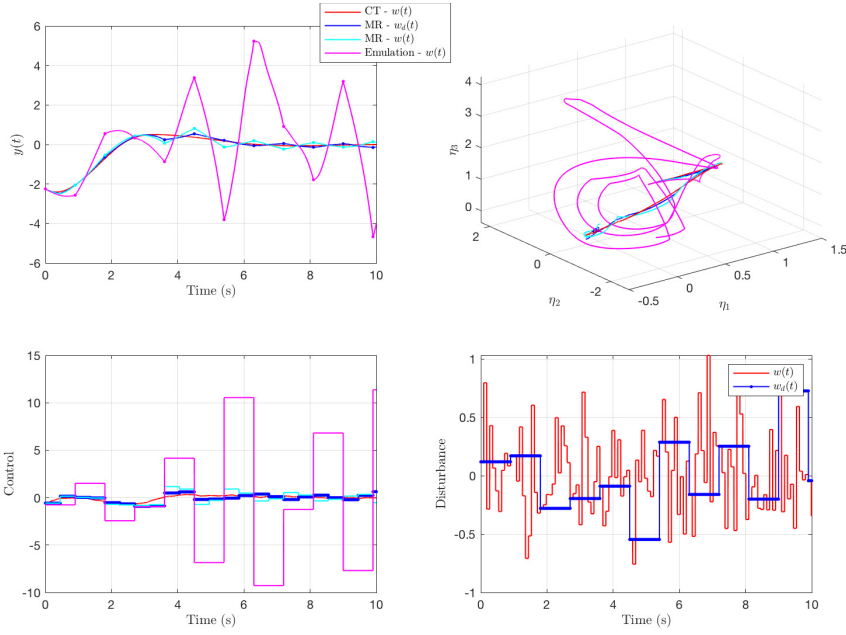 CT - w(t)
MR - w_d(t)
MR - w(t)
Emulation - w(t)
6
4
2
0
-2
-4
-6
y(t)
0 2 4 6 8 10
Time (s)
4
3
2
1
0
η₃
2
0
-2
η₂
-0.5
0
0.5
1
1.5
η₁
15
10
5
0
-5
-10
Control
0 2 4 6 8 10
Time (s)
w(t)
w_d(t)
1
0.5
0
-0.5
-1
Disturbance
0 2 4 6 8 10
Time (s)